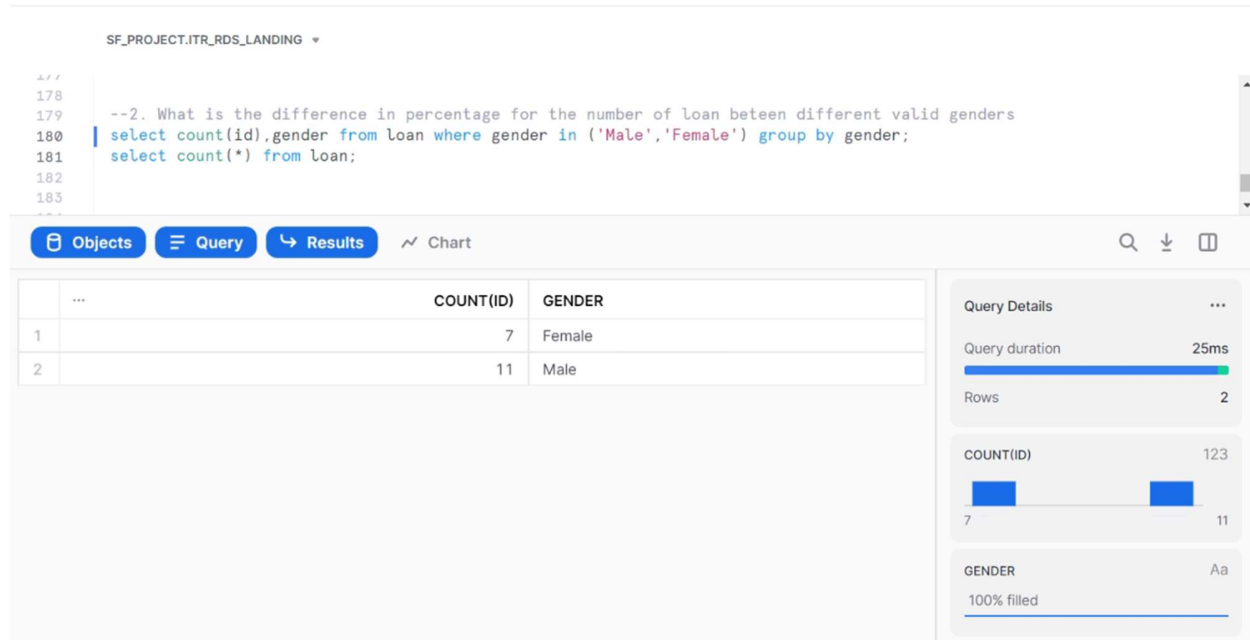 SF_PROJECT.ITR_RDS_LANDING
177
178
179 --2. What is the difference in percentage for the number of loan beteen different valid genders
180 select count(id),gender from loan where gender in ('Male','Female') group by gender;
181 select count(*) from loan;
182
183
Objects Query Results Chart
... COUNT(ID) GENDER
1 7 Female
2 11 Male
Query Details ...
Query duration 25ms
Rows 2
COUNT(ID) 123
7 11
GENDER Aa
100% filled